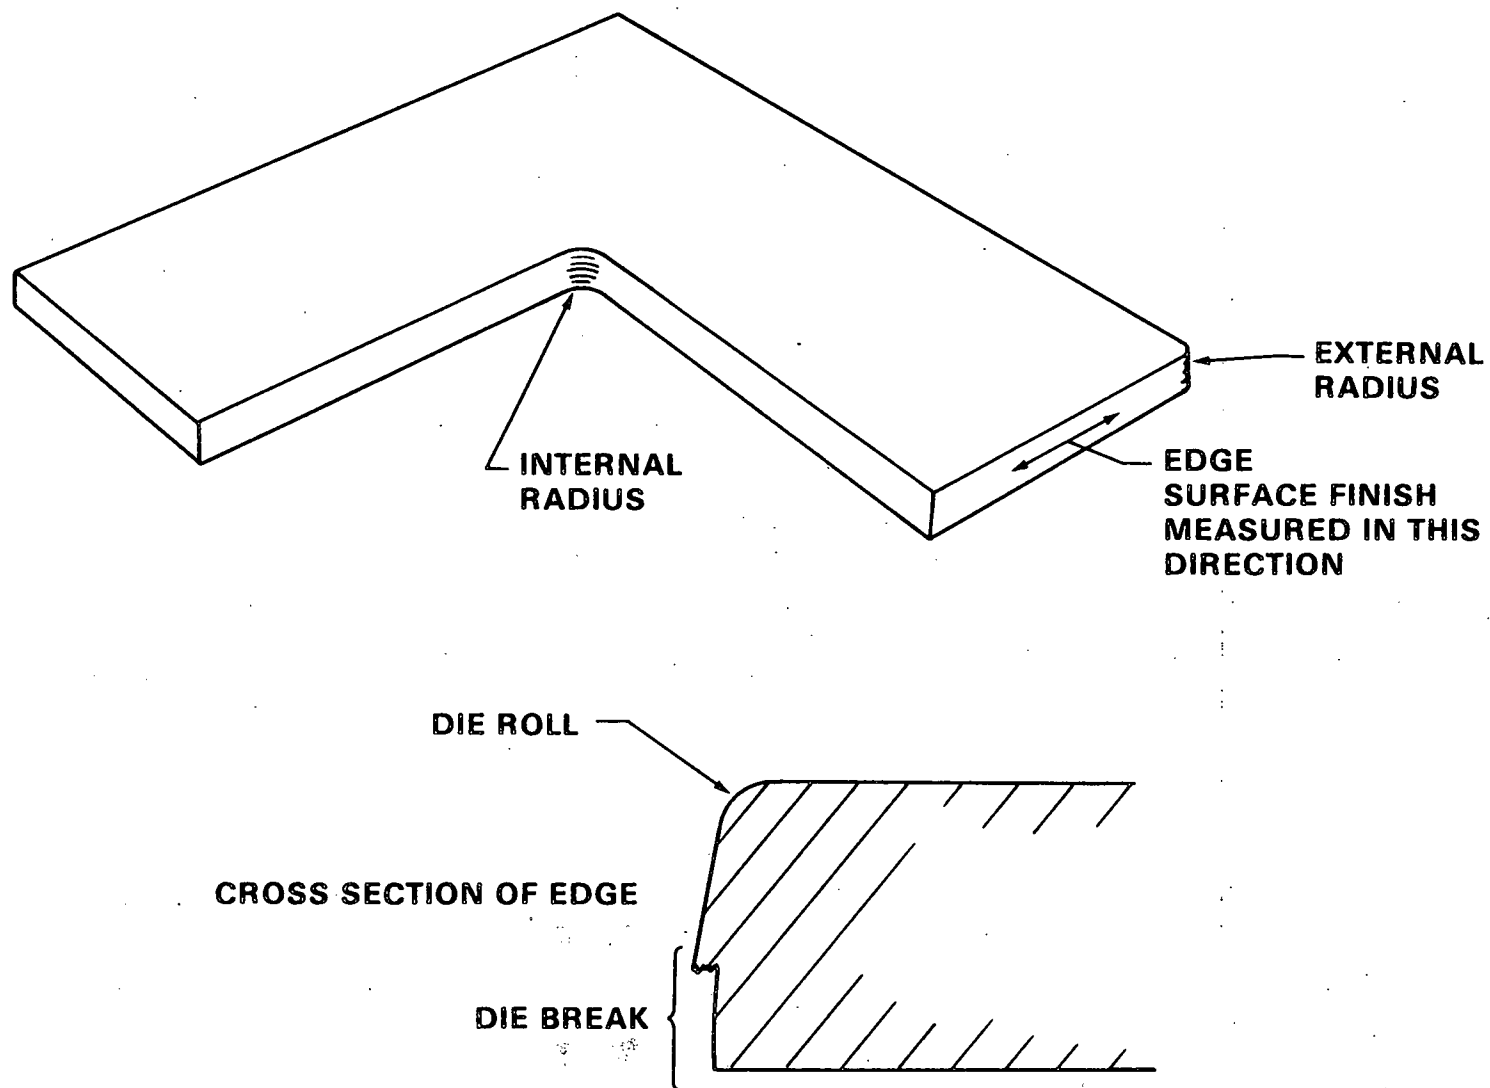 EXTERNAL
RADIUS
INTERNAL
RADIUS
EDGE
SURFACE FINISH
MEASURED IN THIS
DIRECTION
DIE ROLL
CROSS SECTION OF EDGE
DIE BREAK